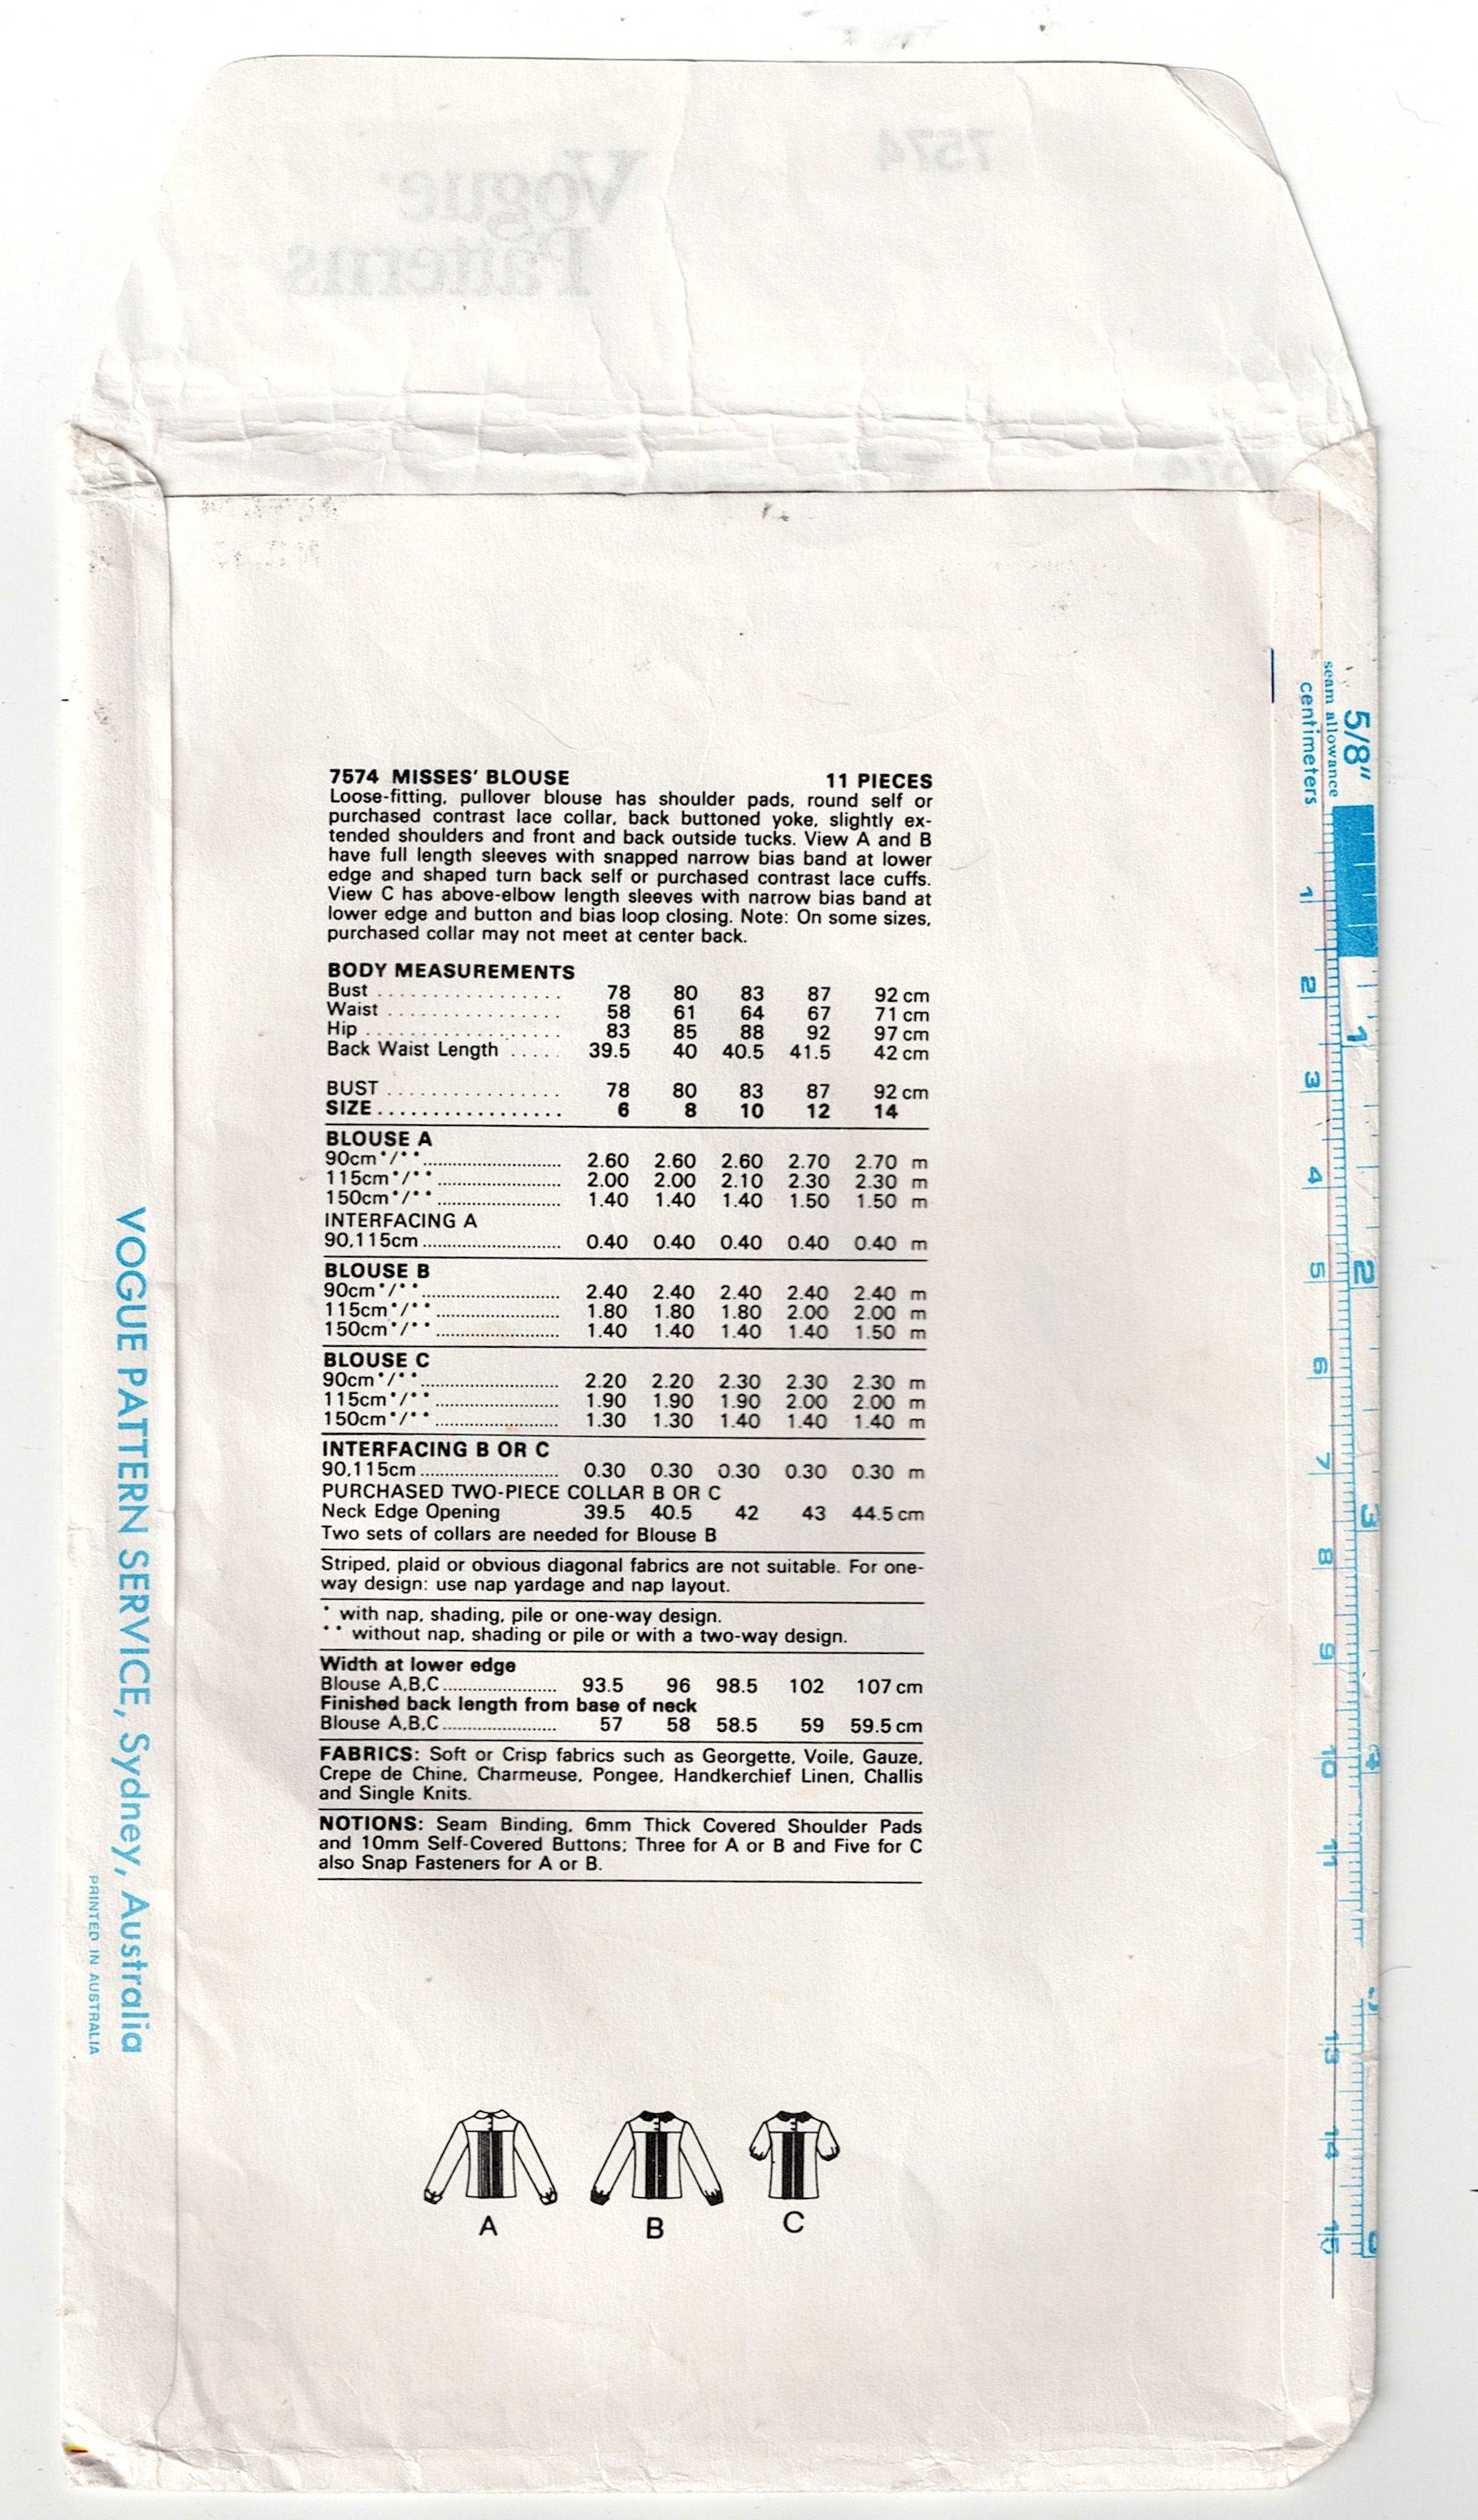 7574
Vogue
Patterns
7574 MISSES' BLOUSE 11 PIECES
Loose-fitting, pullover blouse has shoulder pads, round self or
purchased contrast lace collar, back buttoned yoke, slightly ex-
tended shoulders and front and back outside tucks. View A and B
have full length sleeves with snapped narrow bias band at lower
edge and shaped turn back self or purchased contrast lace cuffs.
View C has above-elbow length sleeves with narrow bias band at
lower edge and button and bias loop closing. Note: On some sizes,
purchased collar may not meet at center back.
BODY MEASUREMENTS
Bust ................. 78 80 83 87 92 cm
Waist ................ 58 61 64 67 71 cm
Hip .................. 83 85 88 92 97 cm
Back Waist Length ..... 39.5 40 40.5 41.5 42 cm
BUST ................ 78 80 83 87 92 cm
SIZE................. 6 8 10 12 14
BLOUSE A
90cm*/**.............................. 2.60 2.60 2.60 2.70 2.70 m
115cm*/** ........................... 2.00 2.00 2.10 2.30 2.30 m
150cm*/** ........................... 1.40 1.40 1.40 1.50 1.50 m
INTERFACING A
90,115cm .............................. 0.40 0.40 0.40 0.40 0.40 m
BLOUSE B
90cm*/**.............................. 2.40 2.40 2.40 2.40 2.40 m
115cm*/** ........................... 1.80 1.80 1.80 2.00 2.00 m
150cm*/** ........................... 1.40 1.40 1.40 1.40 1.50 m
BLOUSE C
90cm*/**.............................. 2.20 2.20 2.30 2.30 2.30 m
115cm*/** ........................... 1.90 1.90 1.90 2.00 2.00 m
150cm*/** ........................... 1.30 1.30 1.40 1.40 1.40 m
INTERFACING B OR C
90,115cm .............................. 0.30 0.30 0.30 0.30 0.30 m
PURCHASED TWO-PIECE COLLAR B OR C
Neck Edge Opening 39.5 40.5 42 43 44.5 cm
Two sets of collars are needed for Blouse B
Striped, plaid or obvious diagonal fabrics are not suitable. For one-
way design: use nap yardage and nap layout.
* with nap, shading, pile or one-way design.
** without nap, shading or pile or with a two-way design.
Width at lower edge
Blouse A,B,C......................... 93.5 96 98.5 102 107 cm
Finished back length from base of neck
Blouse A,B,C ......................... 57 58 58.5 59 59.5 cm
FABRICS: Soft or Crisp fabrics such as Georgette, Voile, Gauze,
Crepe de Chine, Charmeuse, Pongee, Handkerchief Linen, Challis
and Single Knits.
NOTIONS: Seam Binding, 6mm Thick Covered Shoulder Pads
and 10mm Self-Covered Buttons; Three for A or B and Five for C
also Snap Fasteners for A or B.
A B C
VOGUE PATTERN SERVICE, Sydney, Australia
PRINTED IN AUSTRALIA
5/8"
seam allowance
centimeters
1 2 3 4 5 6 7 8 9 10 11 13 14 15
1 2 3 4